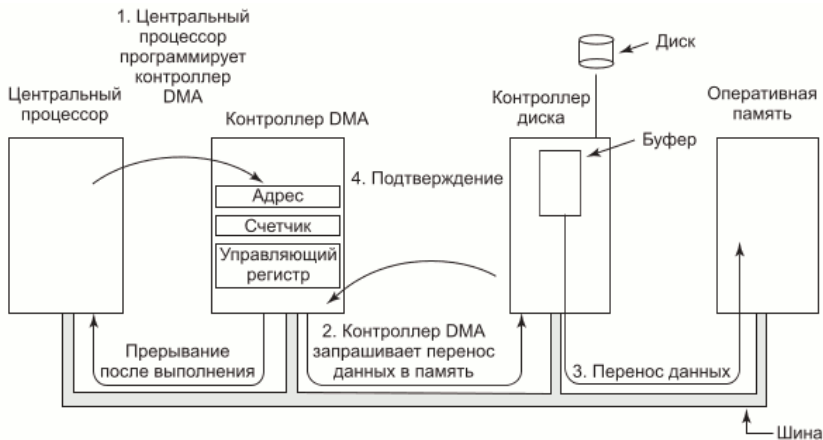 1. Центральный
процессор
программирует
контроллер
DMA
Центральный
процессор
Контроллер DMA
Контроллер
диска
Диск
Оперативная
память
Буфер
4. Подтверждение
Адрес
Счетчик
Управляющий
регистр
Прерывание
после выполнения
2. Контроллер DMA
запрашивает перенос
данных в память
3. Перенос данных
Шина